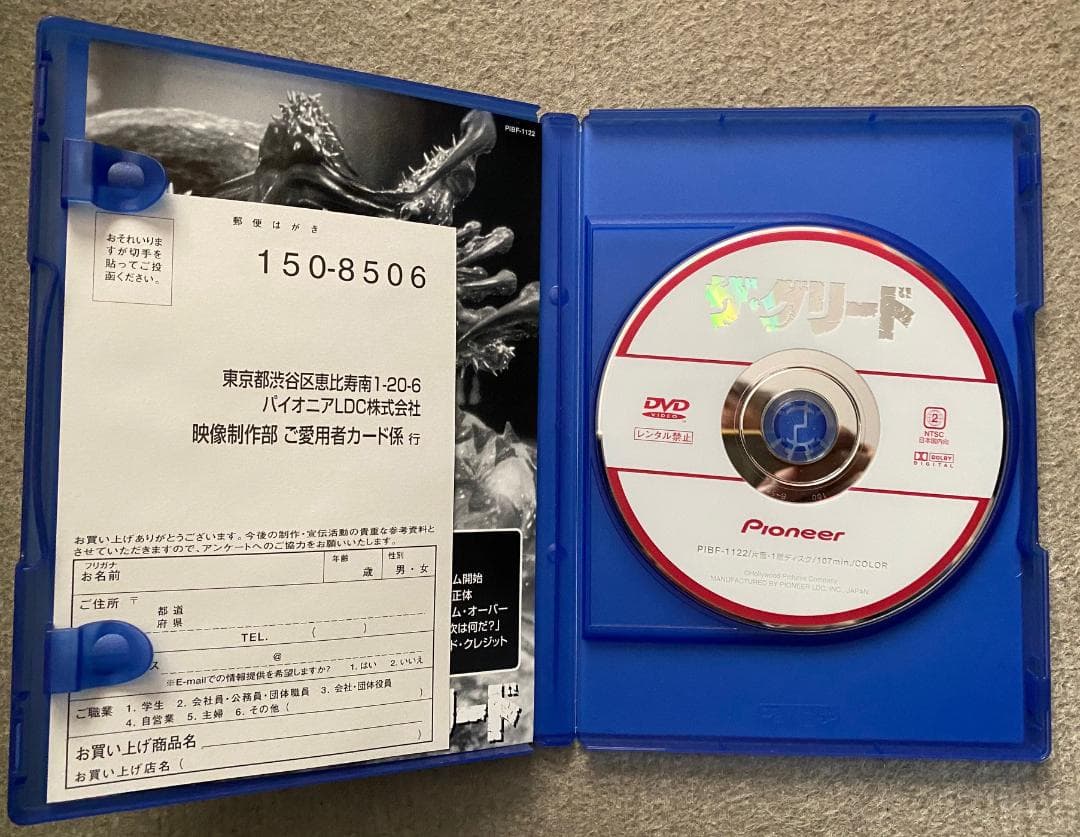 PIBF-1122
郵便はがき
おそれいりま
すが切手を
貼ってご投
函ください。
150-8506
東京都渋谷区恵比寿南1-20-6
パイオニアLDC株式会社
映像制作部 ご愛用者カード係 行
お買い上げありがとうございます。今後の制作・宣伝活動の貴重な参考資料と
させていただきますので、アンケートへのご協力をお願いいたします。
フリガナ
お名前
年齢
歳
性別
男・女
ご住所 〒
都道
府県
TEL. ( )
ス @
※E-mailでの情報提供を希望しますか? 1.はい 2.いいえ
ご職業 1.学生 2.会社員・公務員・団体職員 3.会社・団体役員
4.自営業 5.主婦 6.その他( )
お買い上げ商品名
お買い上げ店名( )
ム開始
正体
ム・オーバー
次は何だ?」
ド・クレジット
ード
ザ・グリード
DVD
VIDEO
レンタル禁止
2
NTSC
日本国内向
DOLBY
DIGITAL
Pioneer
PIBF-1122/片面・1層ディスク/107min./COLOR
©Hollywood Pictures Company
MANUFACTURED BY PIONEER LDC, INC., JAPAN